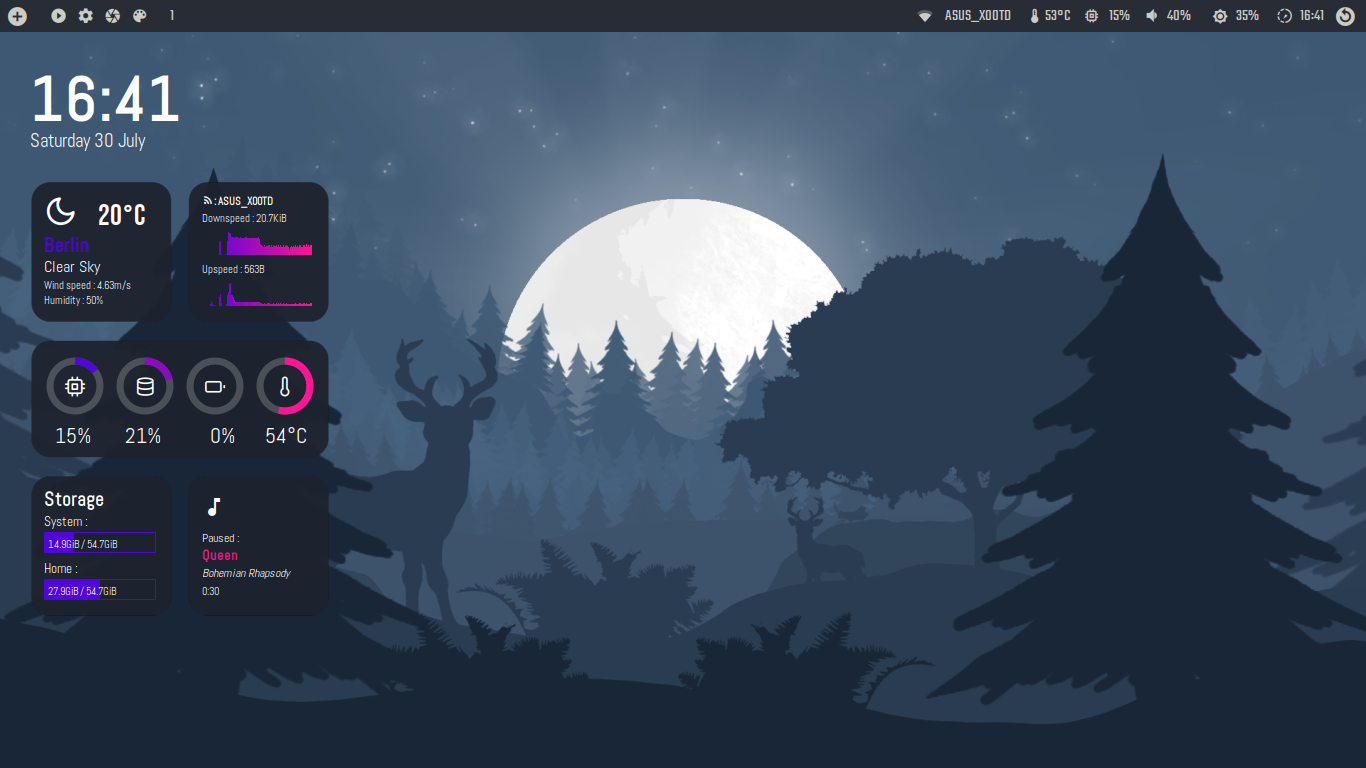 1
ASUS_X00TD 53°C 15% 40% 35% 16:41
16:41
Saturday 30 July
20°C
Berlin
Clear Sky
Wind speed : 4.63m/s
Humidity : 50%
: ASUS_X00TD
Downspeed : 20.7KiB
Upspeed : 563B
15% 21% 0% 54°C
Storage
System :
14.9GiB / 54.7GiB
Home :
27.9GiB / 54.7GiB
Paused :
Queen
Bohemian Rhapsody
0:30